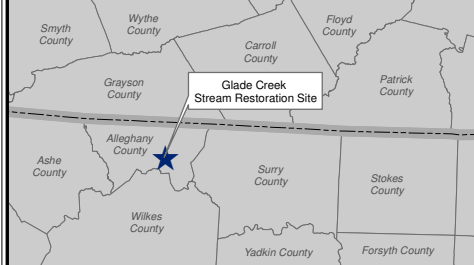 Smyth
County
Wythe
County
Floyd
County
Carroll
County
Grayson
County
Patrick
County
Glade Creek
Stream Restoration Site
Alleghany
County
Ashe
County
Surry
County
Stokes
County
Wilkes
County
Yadkin County
Forsyth County